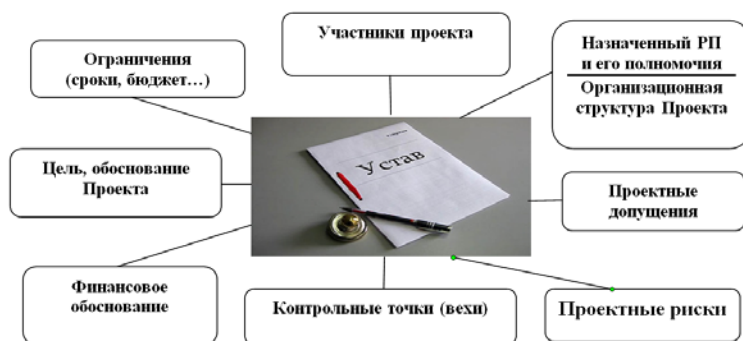 Участники проекта
Ограничения
(сроки, бюджет…)
Назначенный РП
и его полномочия
Организационная
структура Проекта
Устав
Цель, обоснование
Проекта
Проектные
допущения
Финансовое
обоснование
Контрольные точки (вехи)
Проектные риски